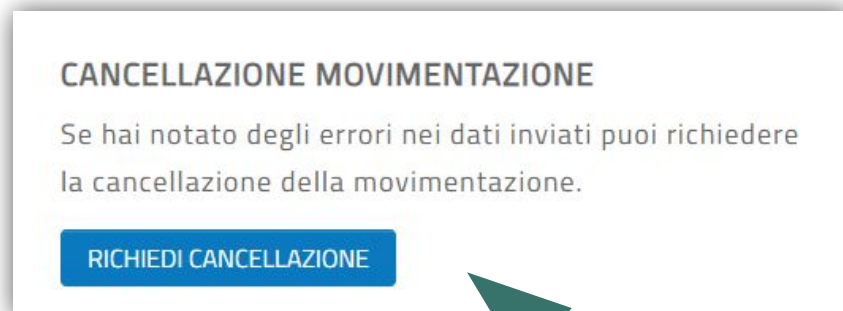 CANCELLAZIONE MOVIMENTAZIONE
Se hai notato degli errori nei dati inviati puoi richiedere
la cancellazione della movimentazione.
RICHIEDI CANCELLAZIONE